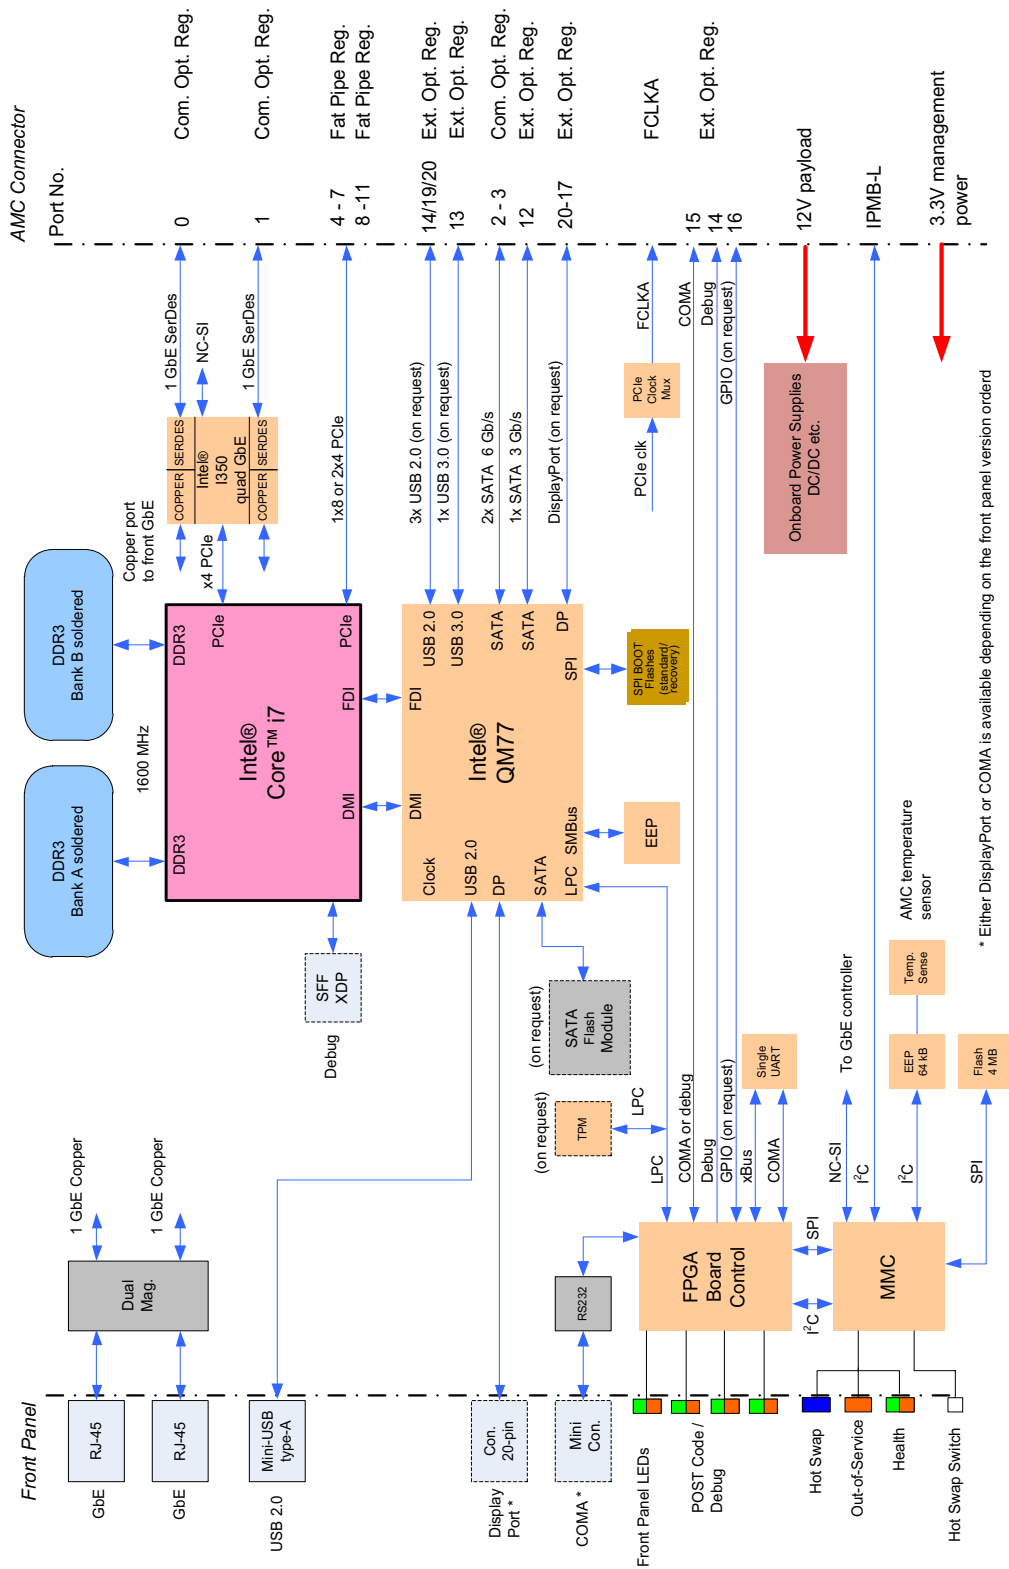 Front Panel
AMC Connector
Port No.
RJ-45
GbE
RJ-45
GbE
Mini-USB
type-A
USB 2.0
Con.
20-pin
Display
Port *
Mini
Con.
COMA *
Front Panel LEDs
POST Code /
Debug
Hot Swap
Out-of-Service
Health
Hot Swap Switch
Dual
Mag.
1 GbE Copper
1 GbE Copper
RS232
FPGA
Board
Control
MMC
I²C
SPI
LPC
COMA or debug
Debug
GPIO (on request)
xBus
COMA
NC-SI
I²C
I²C
SPI
TPM
(on request)
LPC
Single
UART
To GbE controller
EEP
64 kB
Flash
4 MB
Temp.
Sense
AMC temperature
sensor
SATA
Flash
Module
(on request)
SFF
XDP
Debug
DDR3
Bank A soldered
DDR3
Bank B soldered
1600 MHz
Intel®
Core™ i7
DDR3
DDR3
PCIe
PCIe
FDI
DMI
Intel®
QM77
Clock
USB 2.0
DP
SATA
LPC
SMBus
DMI
FDI
USB 2.0
USB 3.0
SATA
SATA
DP
SPI
EEP
SPI BOOT
Flashes
(standard/
recovery)
Copper port
to front GbE
x4 PCIe
COPPER
SERDES
Intel®
I350
quad GbE
COPPER
SERDES
1 GbE SerDes
NC-SI
1 GbE SerDes
1x8 or 2x4 PCIe
3x USB 2.0 (on request)
1x USB 3.0 (on request)
2x SATA 6 Gb/s
1x SATA 3 Gb/s
DisplayPort (on request)
PCIe clk
PCIe
Clock
Mux
FCLKA
COMA
Debug
GPIO (on request)
Onboard Power Supplies
DC/DC etc.
0
Com. Opt. Reg.
1
Com. Opt. Reg.
4 - 7
Fat Pipe Reg.
8 -11
Fat Pipe Reg.
14/19/20
Ext. Opt. Reg.
13
Ext. Opt. Reg.
2 - 3
Com. Opt. Reg.
12
Ext. Opt. Reg.
20-17
Ext. Opt. Reg.
FCLKA
15
Ext. Opt. Reg.
14
16
12V payload
IPMB-L
3.3V management
power
* Either DisplayPort or COMA is available depending on the front panel version orderd